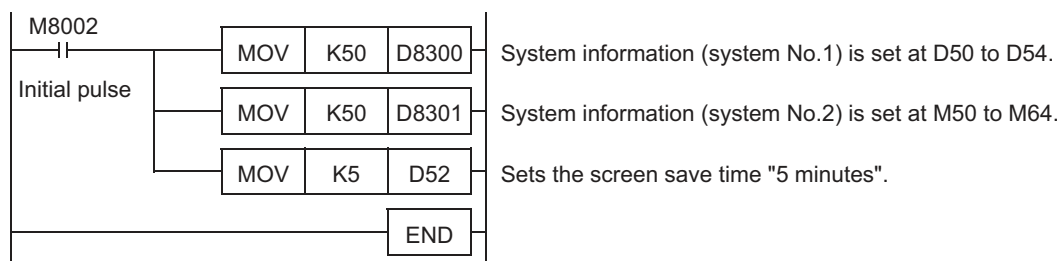 M8002
MOV K50 D8300 System information (system No.1) is set at D50 to D54.
Initial pulse
MOV K50 D8301 System information (system No.2) is set at M50 to M64.
MOV K5 D52 Sets the screen save time "5 minutes".
END